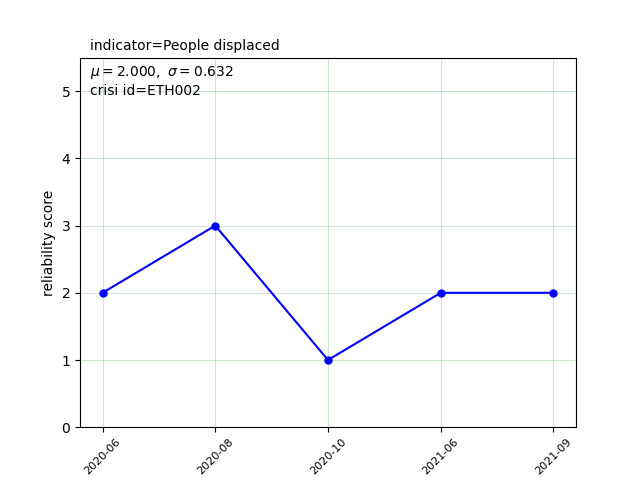 indicator=People displaced
μ = 2.000, σ = 0.632
crisi id=ETH002
reliability score
5
4
3
2
1
0
2020-06
2020-08
2020-10
2021-06
2021-09